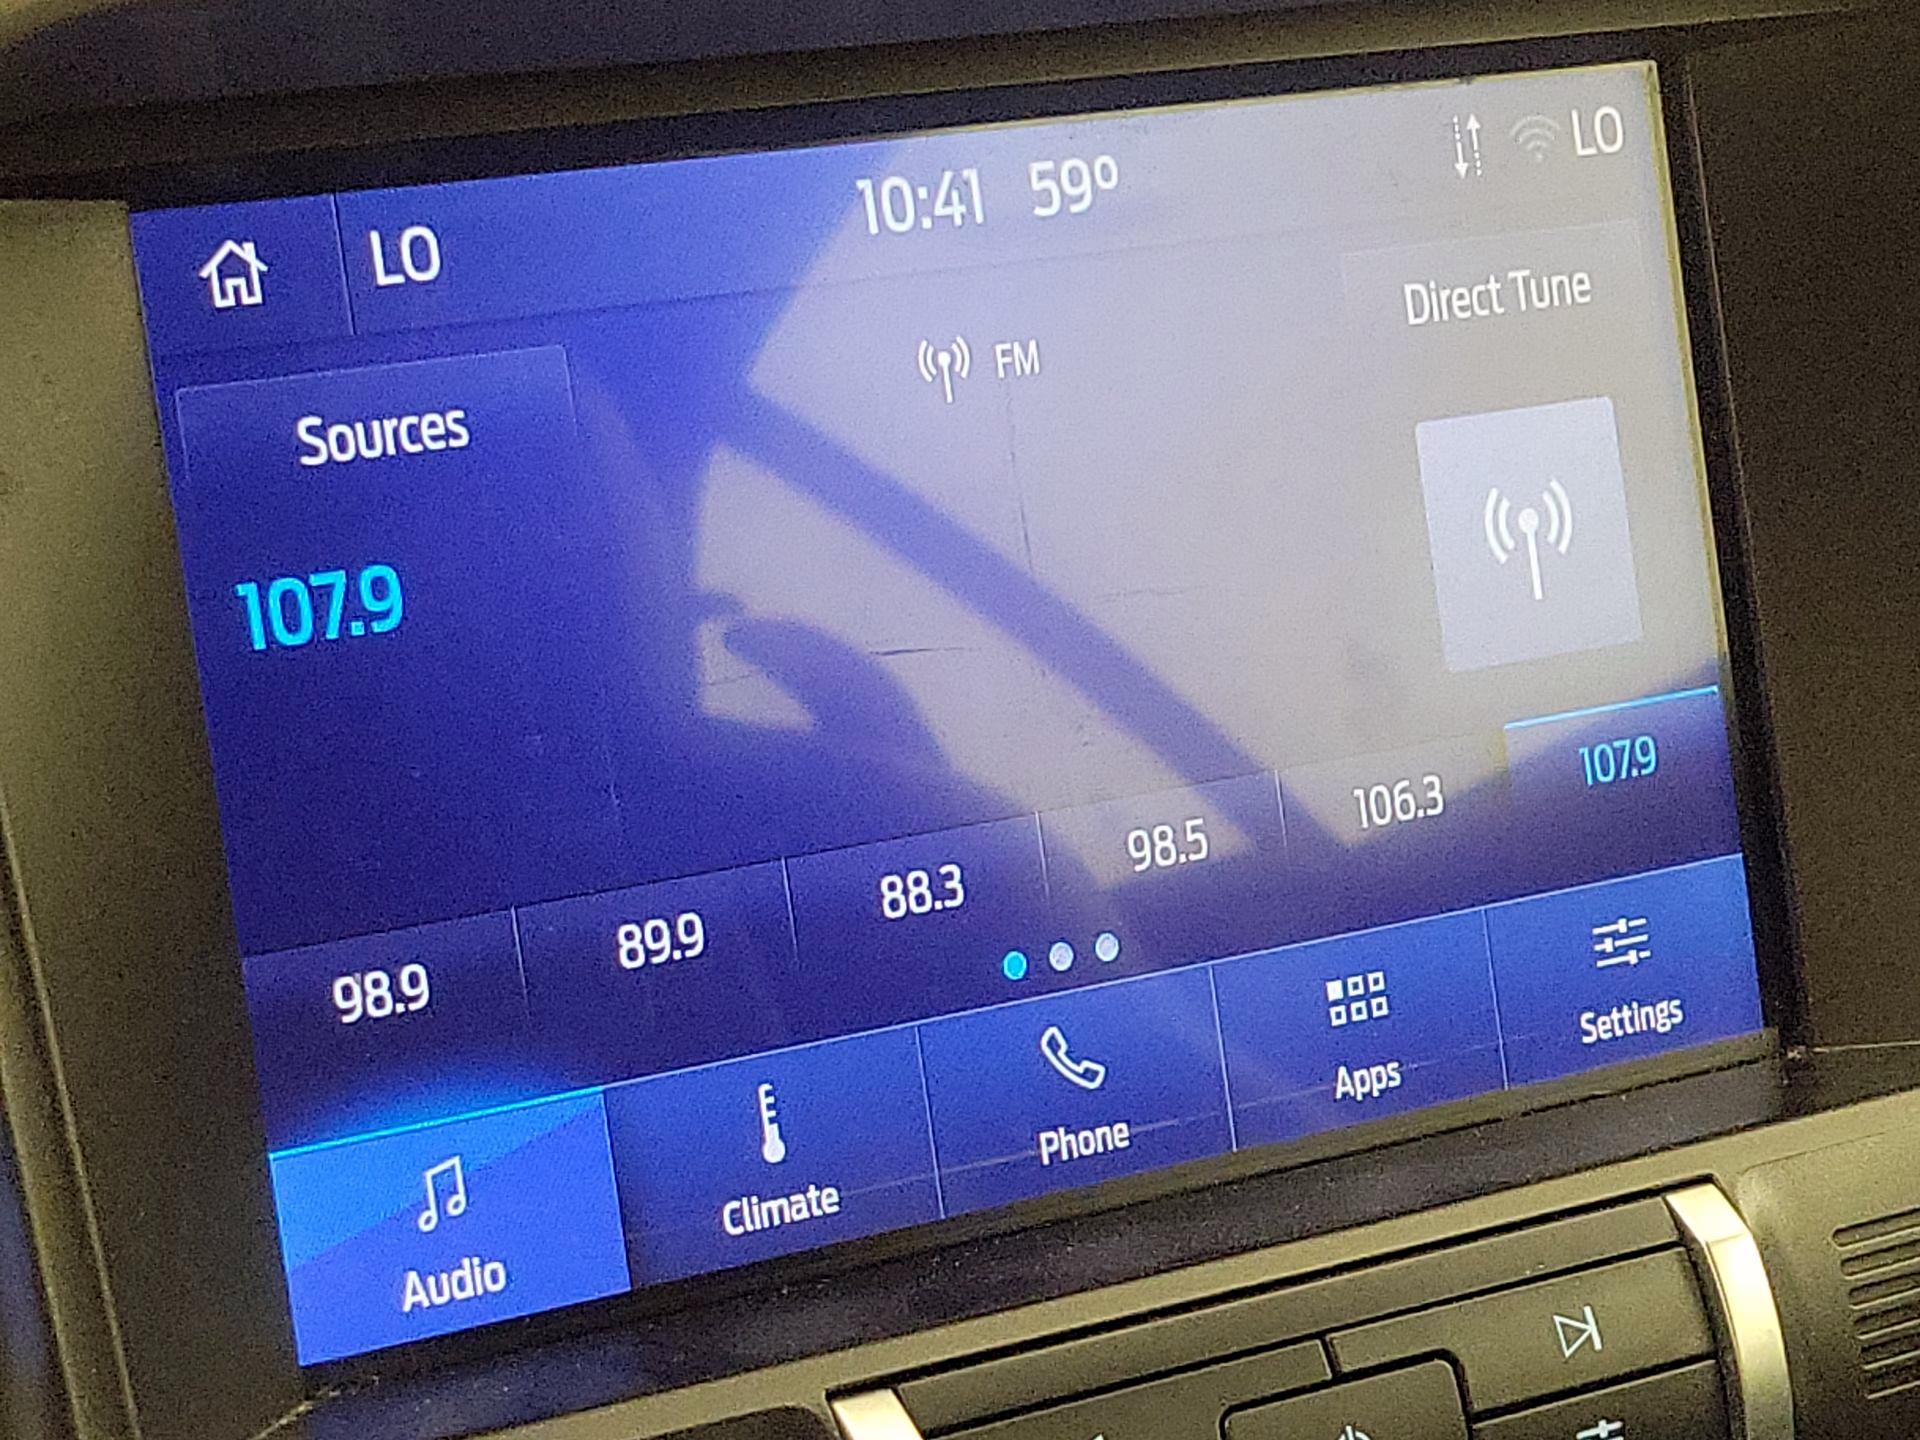 LO 10:41 59° LO
Sources FM Direct Tune
107.9
98.9 89.9 88.3 98.5 106.3 107.9
Audio Climate Phone Apps Settings